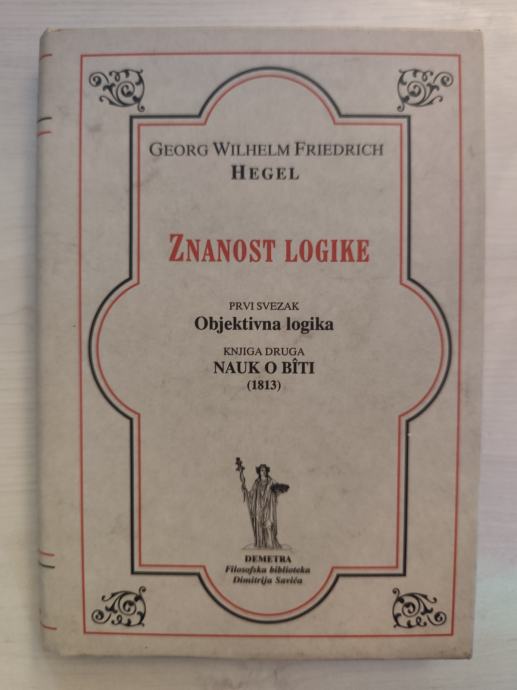 GEORG WILHELM FRIEDRICH
HEGEL
ZNANOST LOGIKE
PRVI SVEZAK
Objektivna logika
KNJIGA DRUGA
NAUK O BÎTI
(1813)
DEMETRA
Filosofska biblioteka
Dimitrija Savića